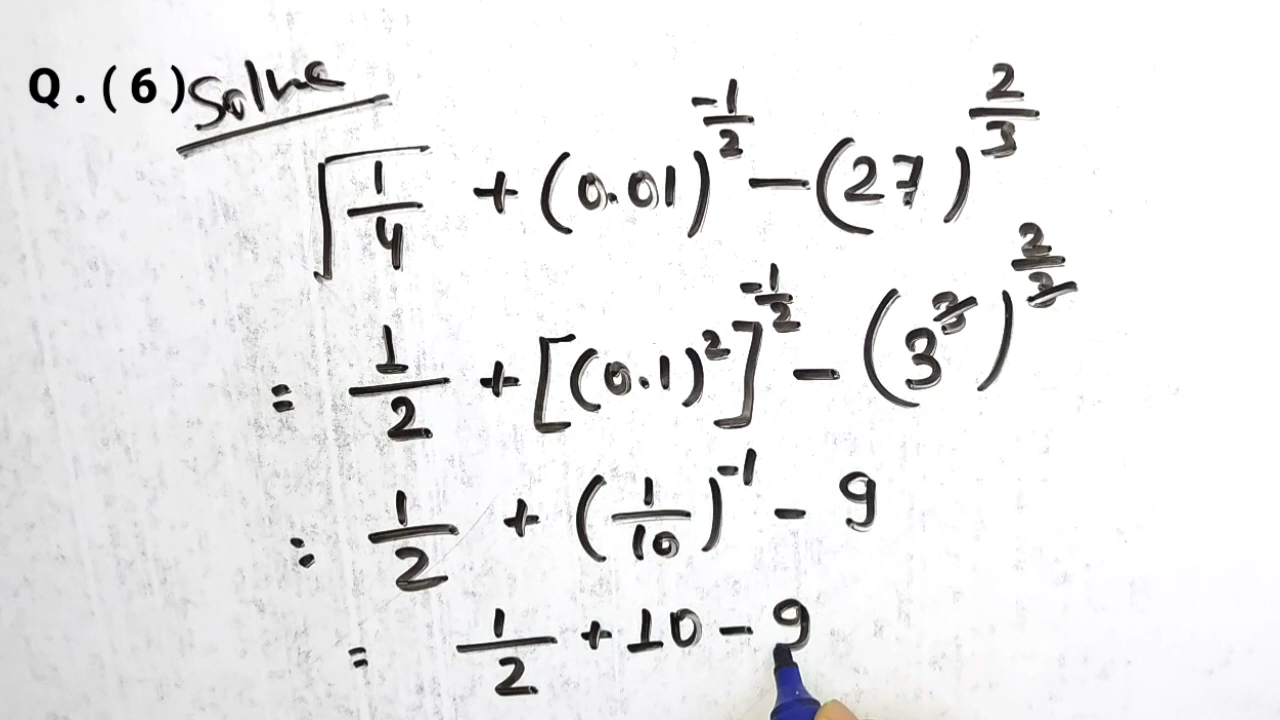 Q.(6) Solve
√(1/4) + (0.01)^(-1/2) - (27)^(2/3)
= 1/2 + [(0.1)^2]^(-1/2) - (3^3)^(2/3)
= 1/2 + (1/10)^-1 - 9
= 1/2 + 10 - 9